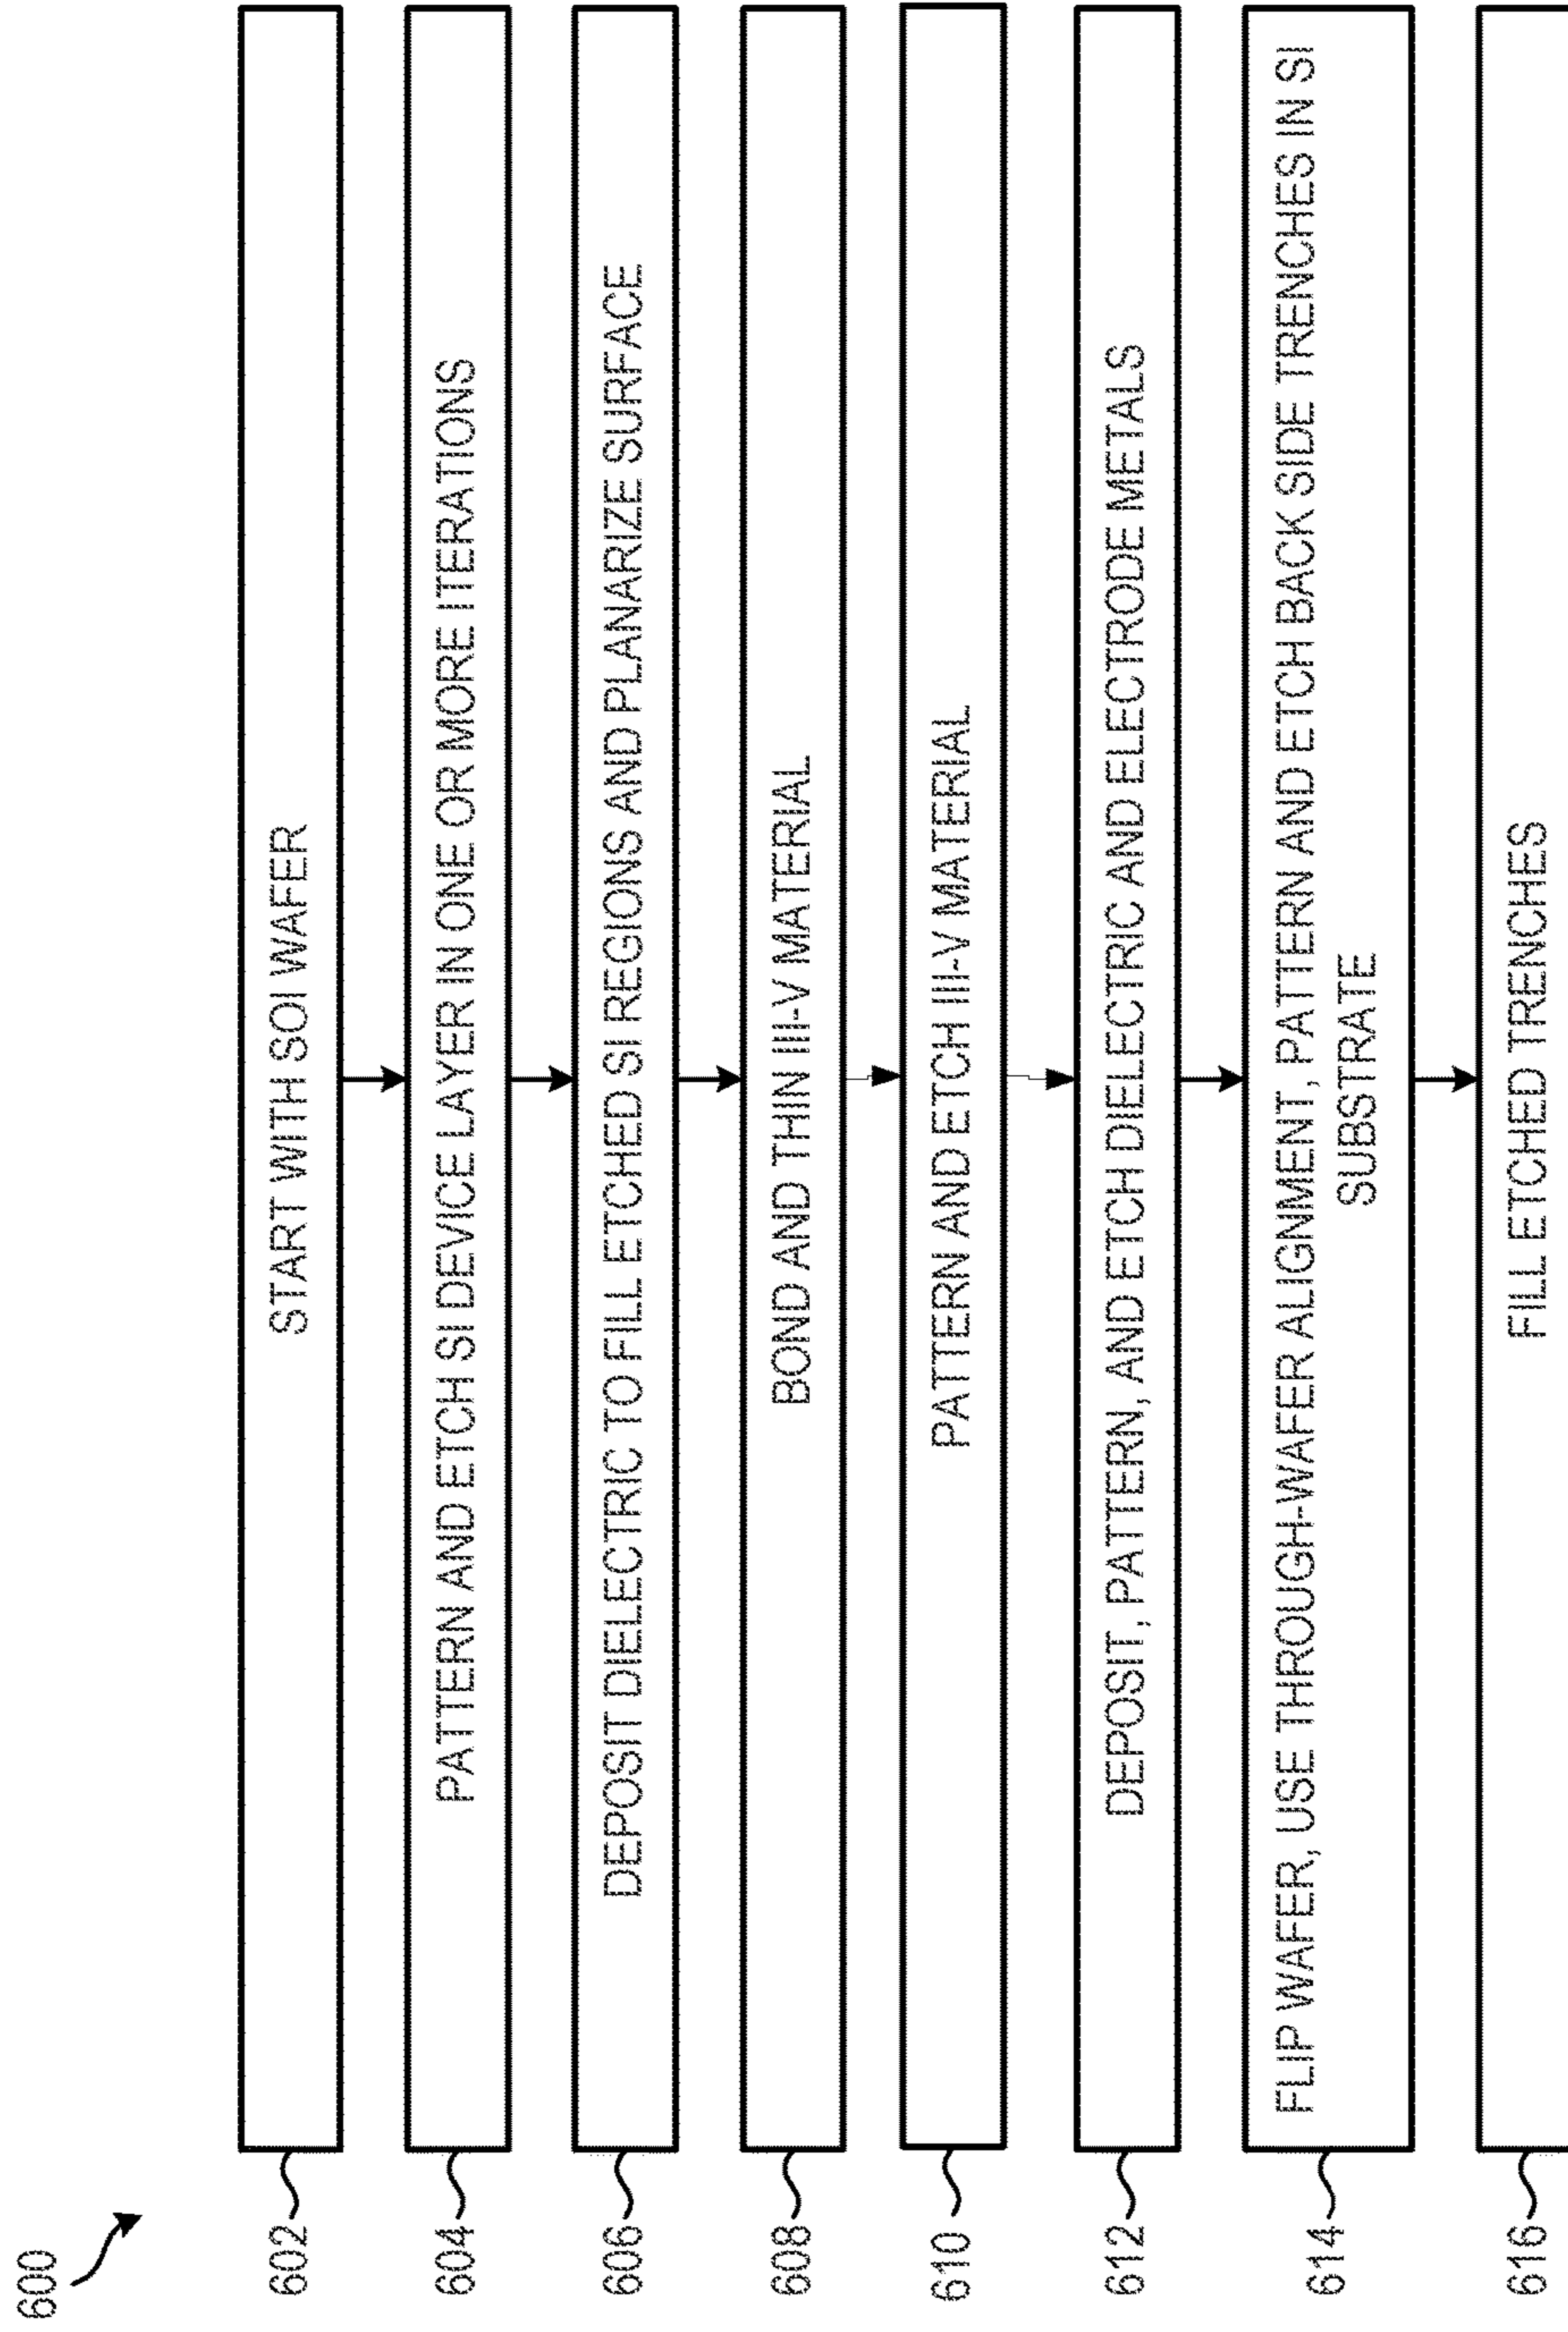 600
602
START WITH SOI WAFER
604
PATTERN AND ETCH SI DEVICE LAYER IN ONE OR MORE ITERATIONS
606
DEPOSIT DIELECTRIC TO FILL ETCHED SI REGIONS AND PLANARIZE SURFACE
608
BOND AND THIN III-V MATERIAL
610
PATTERN AND ETCH III-V MATERIAL
612
DEPOSIT, PATTERN, AND ETCH DIELECTRIC AND ELECTRODE METALS
614
FLIP WAFER, USE THROUGH-WAFER ALIGNMENT, PATTERN AND ETCH BACK SIDE TRENCHES IN SI
SUBSTRATE
616
FILL ETCHED TRENCHES